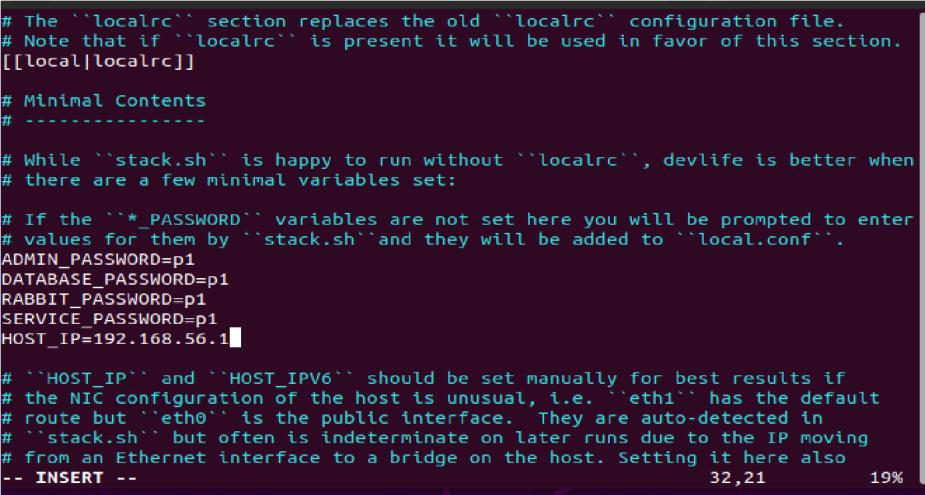 # The ``localrc`` section replaces the old ``localrc`` configuration file.
# Note that if ``localrc`` is present it will be used in favor of this section.
[[local|localrc]]
# Minimal Contents
# ----------------
# While ``stack.sh`` is happy to run without ``localrc``, devlife is better when
# there are a few minimal variables set:
# If the ``*_PASSWORD`` variables are not set here you will be prompted to enter
# values for them by ``stack.sh``and they will be added to ``local.conf``.
ADMIN_PASSWORD=p1
DATABASE_PASSWORD=p1
RABBIT_PASSWORD=p1
SERVICE_PASSWORD=p1
HOST_IP=192.168.56.1
# ``HOST_IP`` and ``HOST_IPV6`` should be set manually for best results if
# the NIC configuration of the host is unusual, i.e. ``eth1`` has the default
# route but ``eth0`` is the public interface.  They are auto-detected in
# ``stack.sh`` but often is indeterminate on later runs due to the IP moving
# from an Ethernet interface to a bridge on the host. Setting it here also
-- INSERT -- 32,21 19%